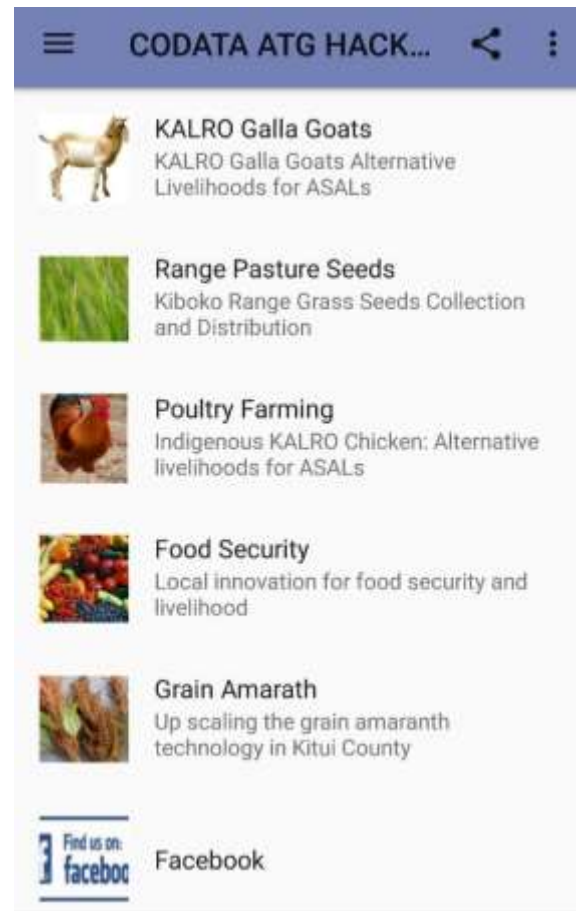 CODATA ATG HACK...
KALRO Galla Goats
KALRO Galla Goats Alternative
Livelihoods for ASALs
Range Pasture Seeds
Kiboko Range Grass Seeds Collection
and Distribution
Poultry Farming
Indigenous KALRO Chicken: Alternative
livelihoods for ASALs
Food Security
Local innovation for food security and
livelihood
Grain Amarath
Up scaling the grain amaranth
technology in Kitui County
Find us on:
faceboo
Facebook